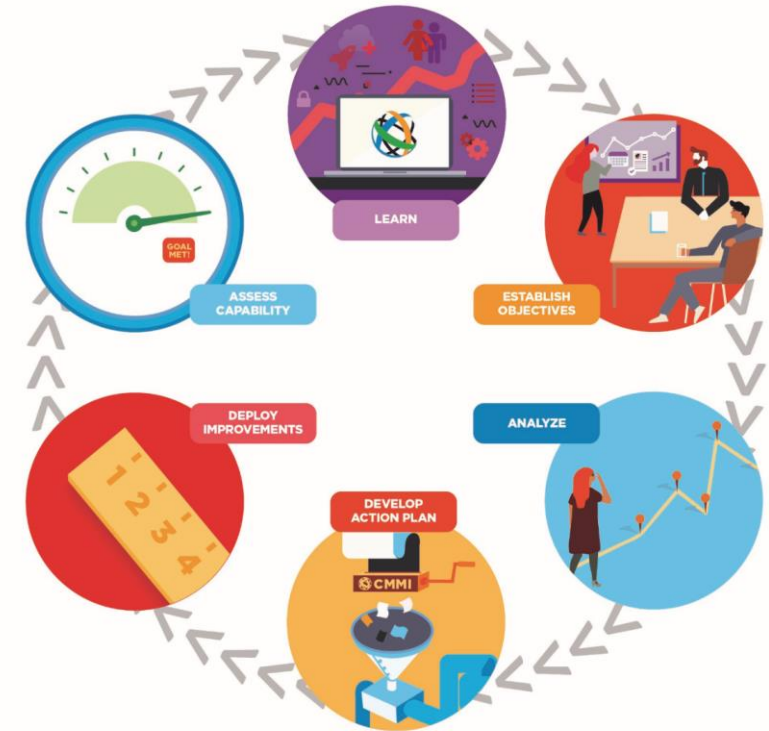 LEARN
ESTABLISH
OBJECTIVES
ANALYZE
DEVELOP
ACTION PLAN
CMMI
DEPLOY
IMPROVEMENTS
1
2
3
4
ASSESS
CAPABILITY
GOAL
MET!